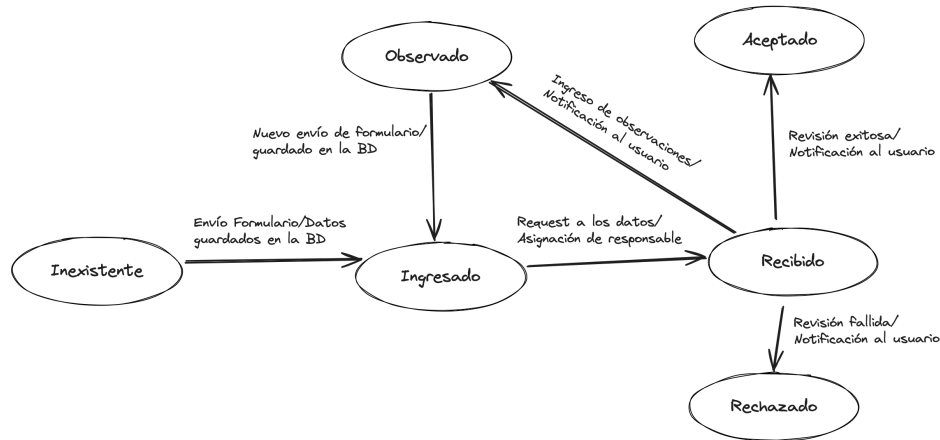 Observado
Aceptado
Ingreso de observaciones/
Notificación al usuario
Nuevo envío de formulario/
guardado en la BD
Revisión exitosa/
Notificación al usuario
Envío Formulario/Datos
guardados en la BD
Request a los datos/
Asignación de responsable
Inexistente
Ingresado
Recibido
Revisión fallida/
Notificación al usuario
Rechazado